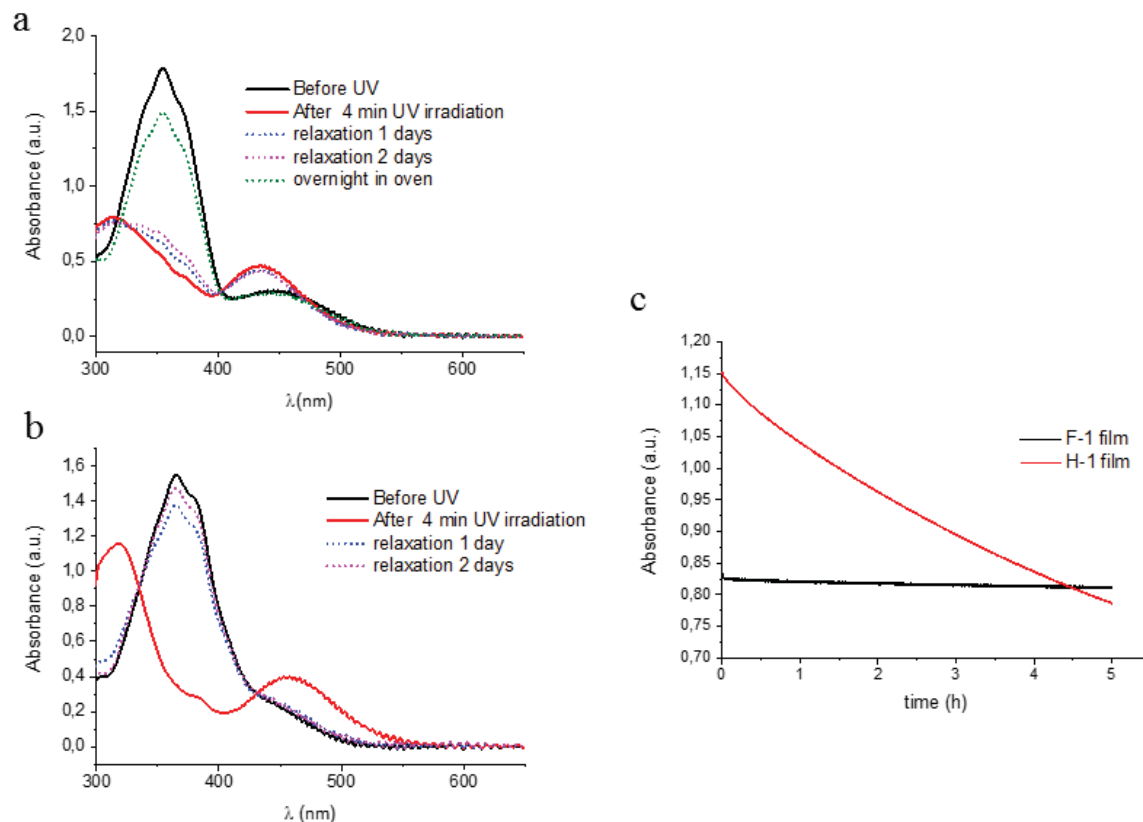 a
2,0
1,5
1,0
0,5
0,0
Absorbance (a.u.)
Before UV
After 4 min UV irradiation
relaxation 1 days
relaxation 2 days
overnight in oven
300
400
500
600
λ(nm)
b
1,6
1,4
1,2
1,0
0,8
0,6
0,4
0,2
0,0
Absorbance (a.u.)
Before UV
After 4 min UV irradiation
relaxation 1 day
relaxation 2 days
300
400
500
600
λ (nm)
c
1,20
1,15
1,10
1,05
1,00
0,95
0,90
0,85
0,80
0,75
0,70
Absorbance (a.u.)
F-1 film
H-1 film
0
1
2
3
4
5
time (h)